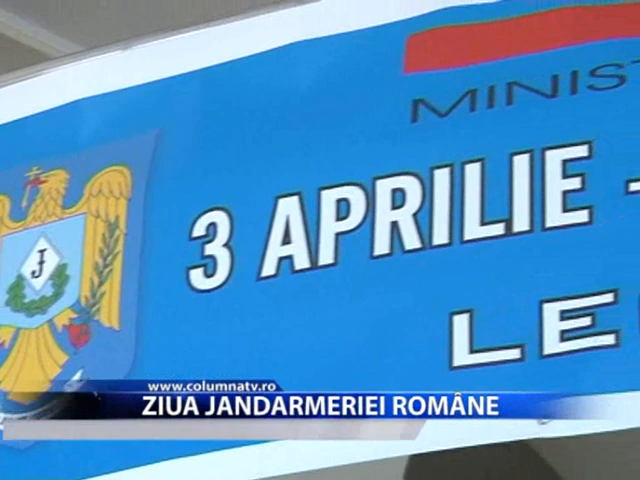 MINIST
3 APRILIE -
LE
J
www.columnatv.ro
ZIUA JANDARMERIEI ROMÂNE